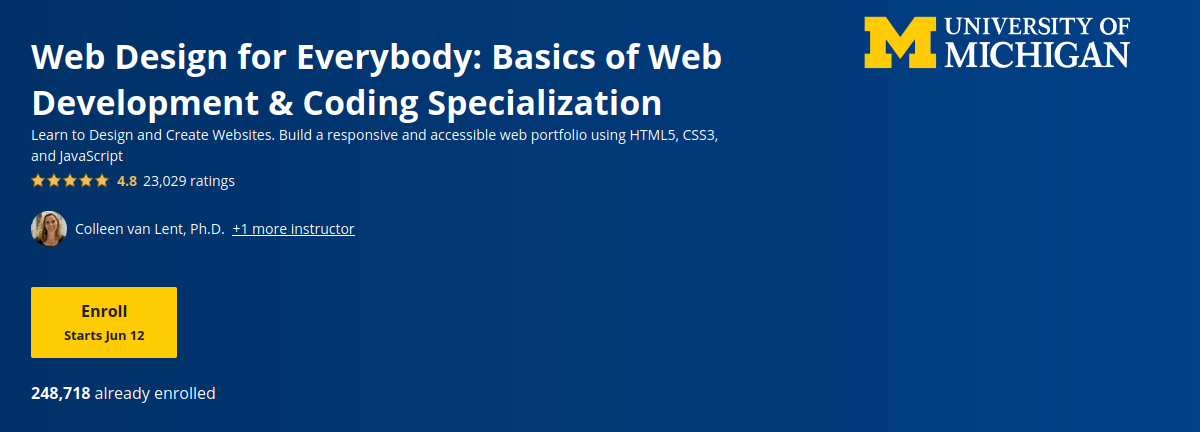 UNIVERSITY OF
MICHIGAN
Web Design for Everybody: Basics of Web
Development & Coding Specialization
Learn to Design and Create Websites. Build a responsive and accessible web portfolio using HTML5, CSS3,
and JavaScript
4.8 23,029 ratings
Colleen van Lent, Ph.D. +1 more instructor
Enroll
Starts Jun 12
248,718 already enrolled